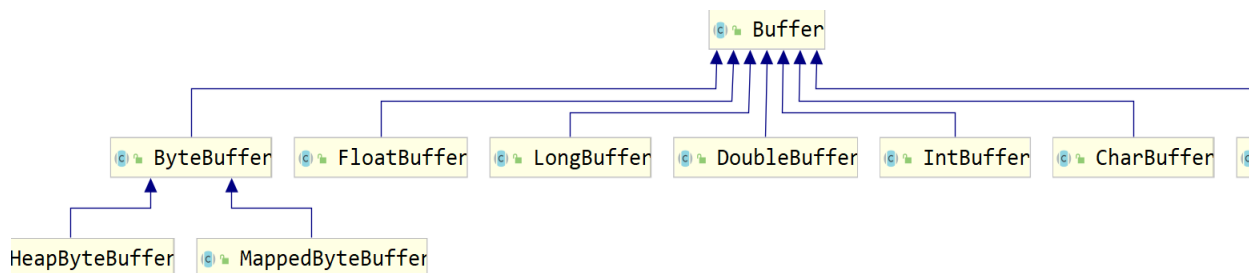 Buffer
ByteBuffer FloatBuffer LongBuffer DoubleBuffer IntBuffer CharBuffer
HeapByteBuffer MappedByteBuffer